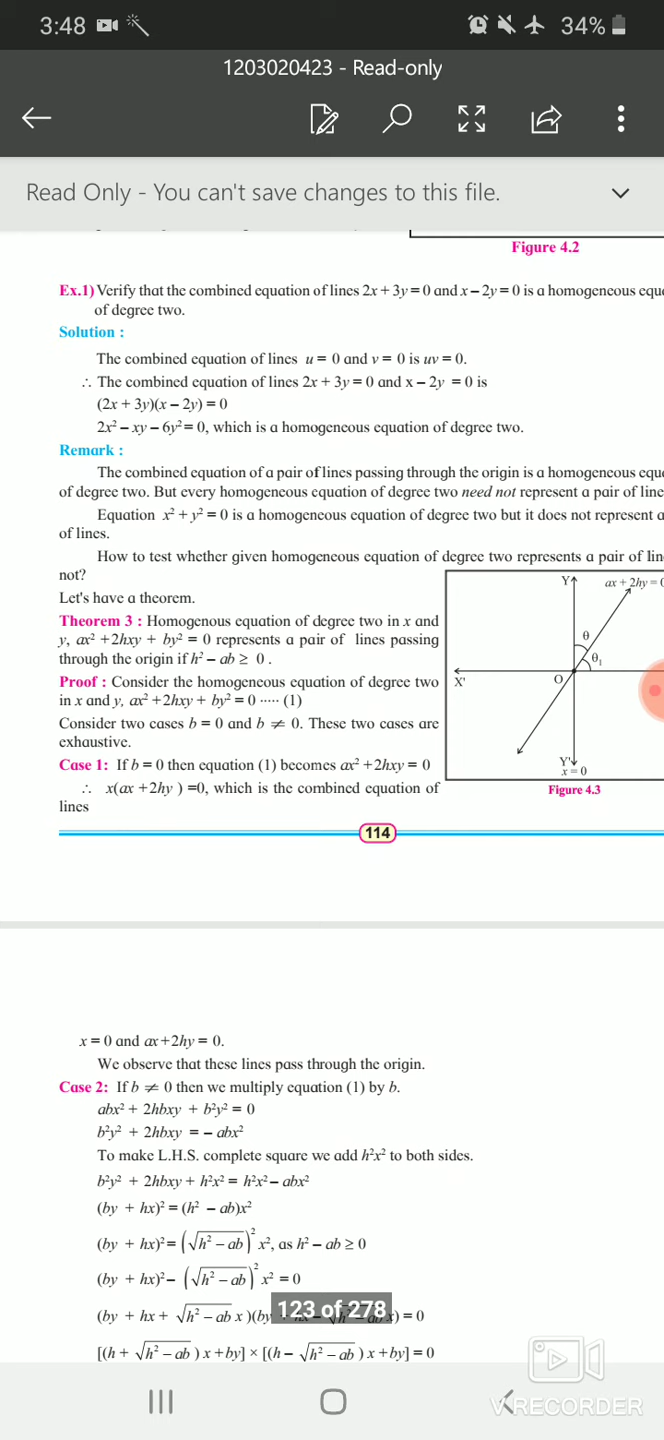 3:48 34%
1203020423 - Read-only
Read Only - You can't save changes to this file.
Figure 4.2
Ex.1) Verify that the combined equation of lines 2x + 3y = 0 and x – 2y = 0 is a homogeneous equ
of degree two.
Solution :
The combined equation of lines u = 0 and v = 0 is uv = 0.
∴ The combined equation of lines 2x + 3y = 0 and x – 2y = 0 is
(2x + 3y)(x – 2y) = 0
2x² – xy – 6y² = 0, which is a homogeneous equation of degree two.
Remark :
The combined equation of a pair of lines passing through the origin is a homogeneous equ
of degree two. But every homogeneous equation of degree two need not represent a pair of line
Equation x² + y² = 0 is a homogeneous equation of degree two but it does not represent a
of lines.
How to test whether given homogeneous equation of degree two represents a pair of lin
not?
Let's have a theorem.
Theorem 3 : Homogenous equation of degree two in x and
y, ax² +2hxy + by² = 0 represents a pair of lines passing
through the origin if h² – ab ≥ 0 .
Proof : Consider the homogeneous equation of degree two
in x and y, ax² +2hxy + by² = 0 ····· (1)
Consider two cases b = 0 and b ≠ 0. These two cases are
exhaustive.
Case 1: If b = 0 then equation (1) becomes ax² +2hxy = 0
∴ x(ax +2hy ) =0, which is the combined equation of
lines
Y ax + 2hy = 0
θ
θ₁
X' O
Y'
x = 0
Figure 4.3
114
x = 0 and ax+2hy = 0.
We observe that these lines pass through the origin.
Case 2: If b ≠ 0 then we multiply equation (1) by b.
abx² + 2hbxy + b²y² = 0
b²y² + 2hbxy = – abx²
To make L.H.S. complete square we add h²x² to both sides.
b²y² + 2hbxy + h²x² = h²x² – abx²
(by + hx)² = (h² – ab)x²
(by + hx)² = (√(h² – ab))² x², as h² – ab ≥ 0
(by + hx)² – (√(h² – ab))² x² = 0
(by + hx + √(h² – ab) x )(by x) = 0
123 of 278
[(h + √(h² – ab) ) x + by] × [(h – √(h² – ab) ) x + by] = 0
V RECORDER